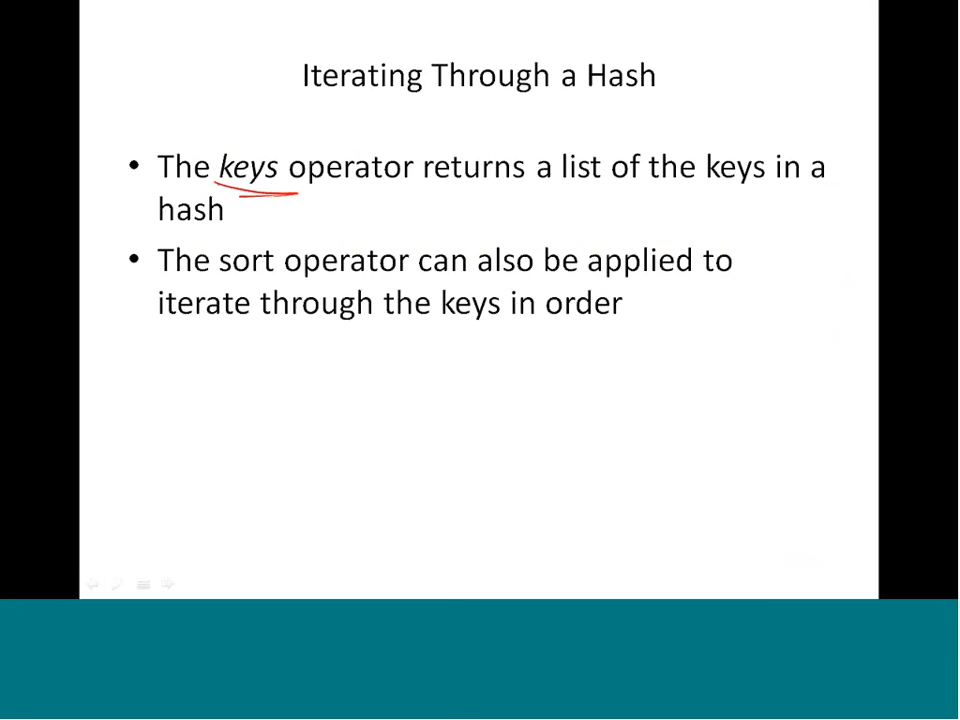 Iterating Through a Hash
• The keys operator returns a list of the keys in a
hash
• The sort operator can also be applied to
iterate through the keys in order